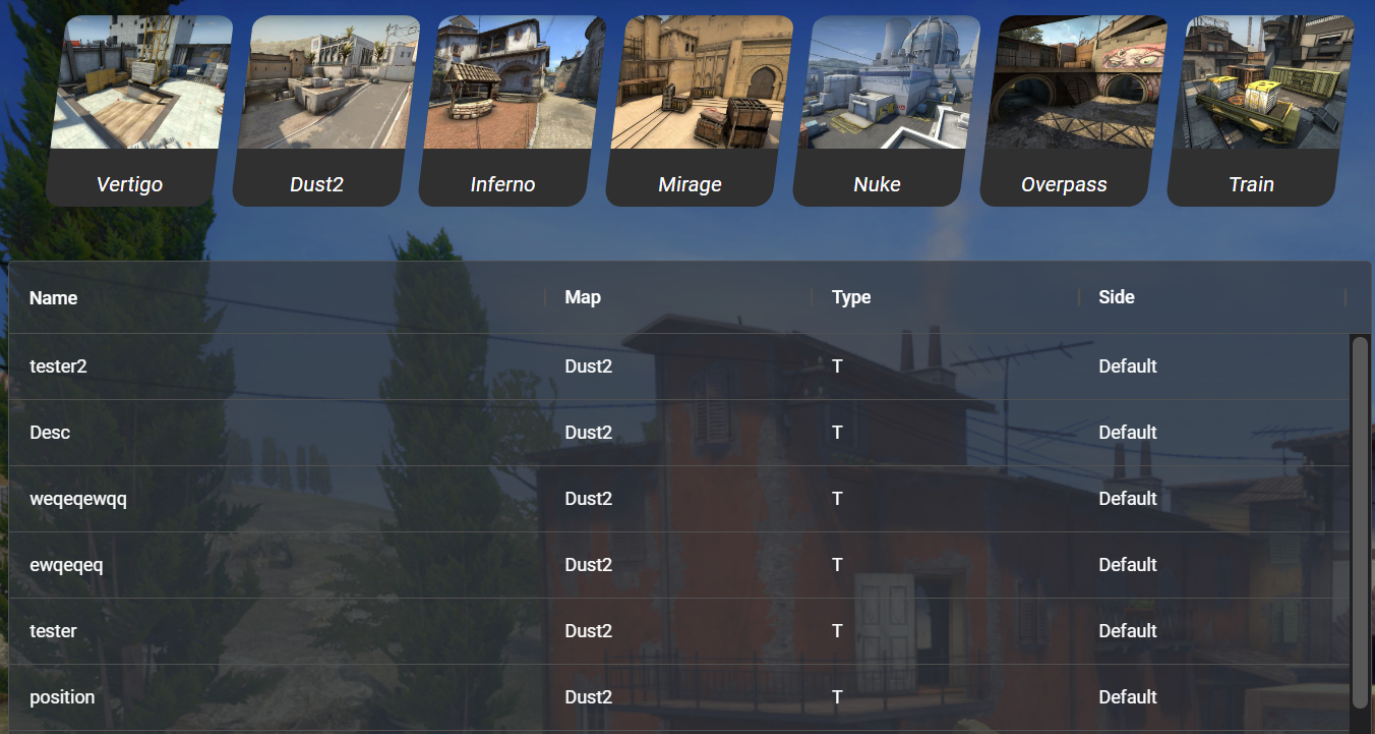 Vertigo Dust2 Inferno Mirage Nuke Overpass Train
Name Map Type Side
tester2 Dust2 T Default
Desc Dust2 T Default
weqeqewqq Dust2 T Default
ewqeqeq Dust2 T Default
tester Dust2 T Default
position Dust2 T Default